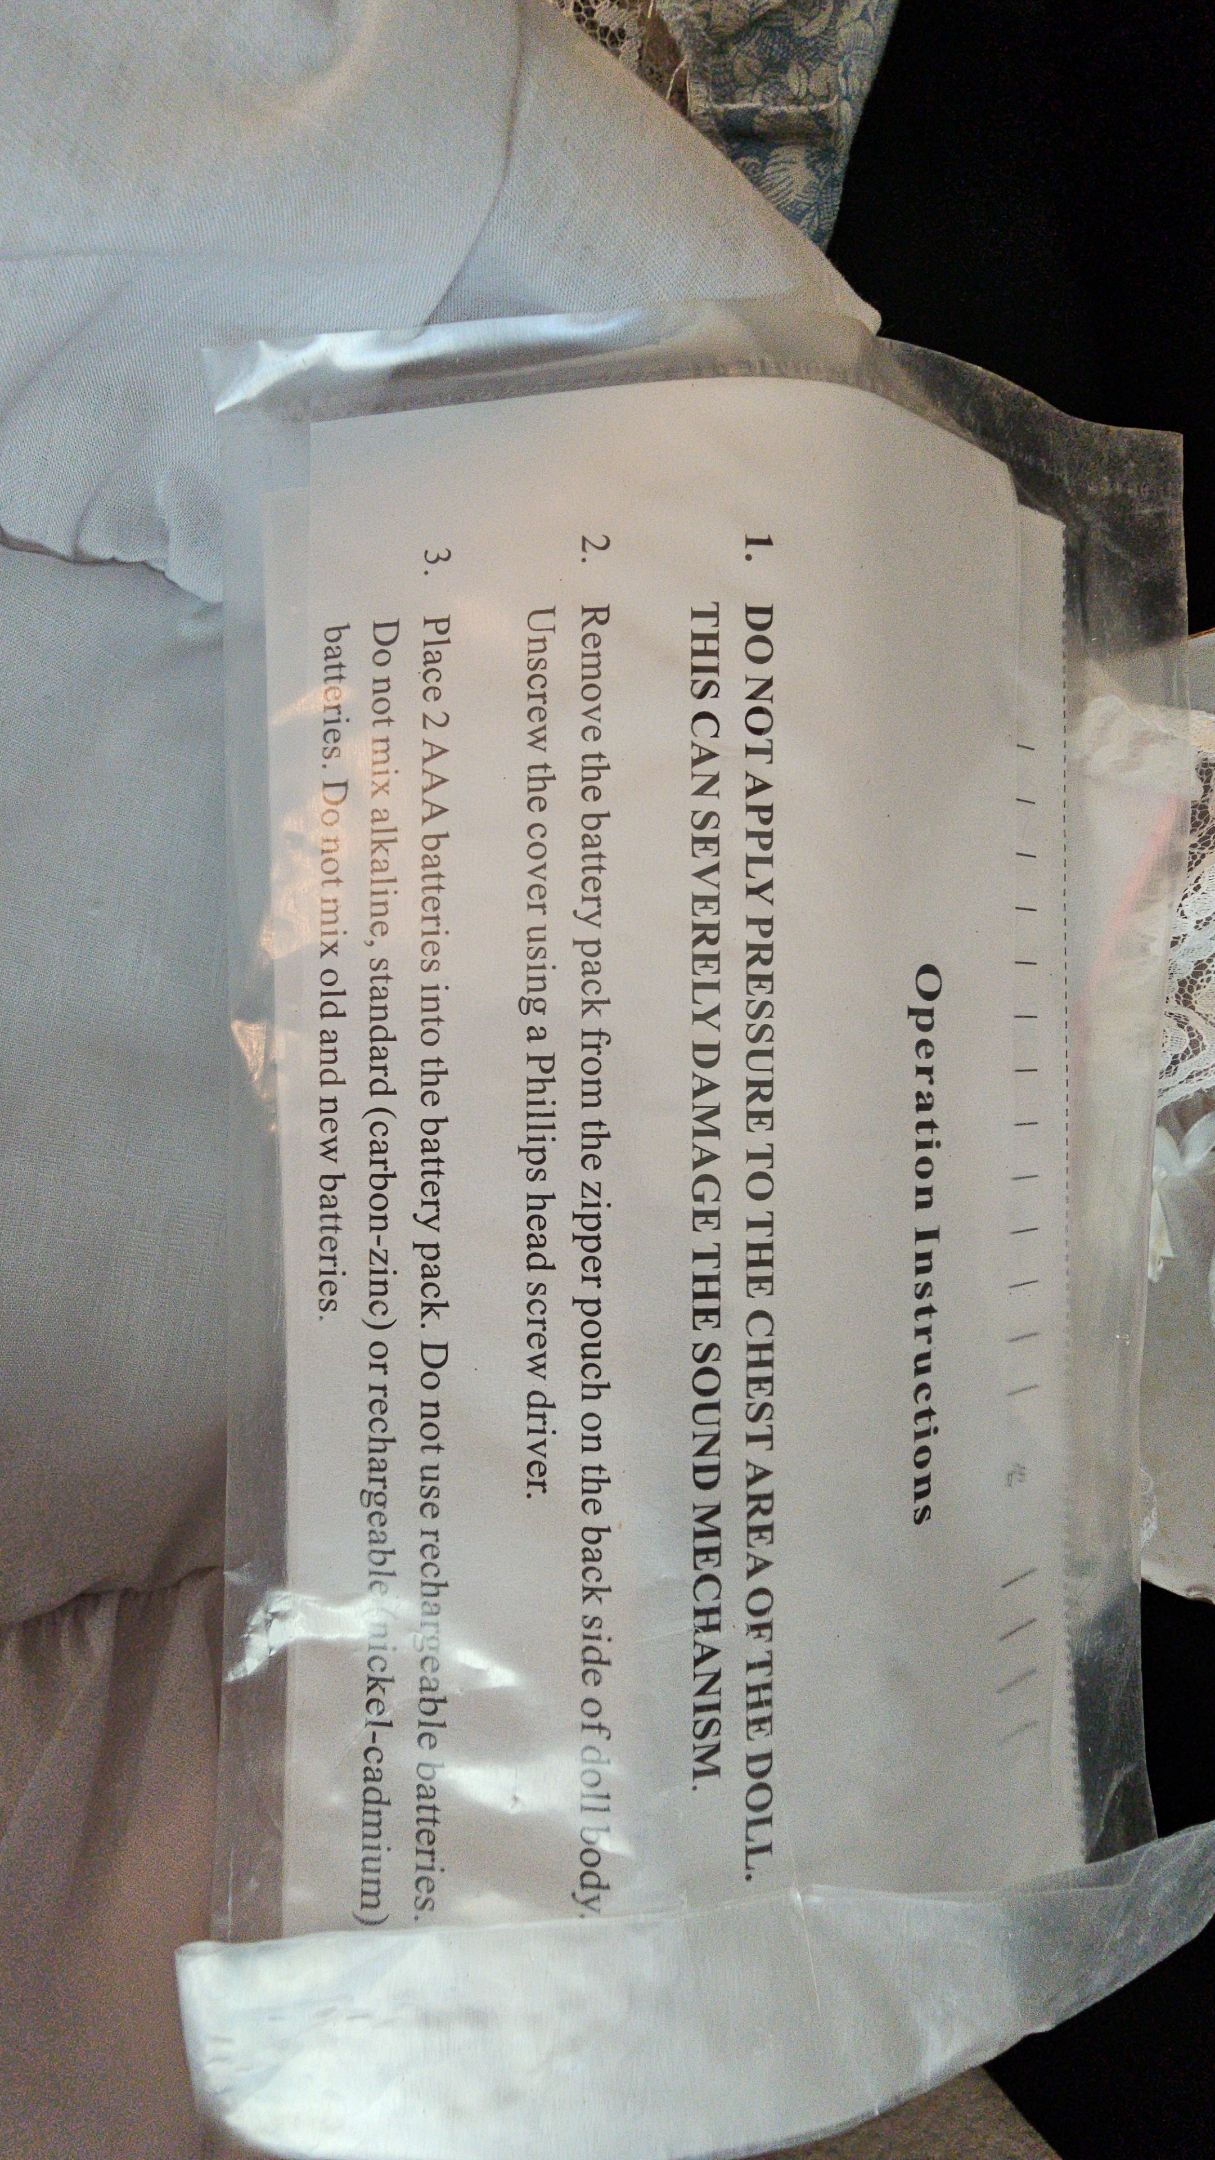 Operation Instructions
1. DO NOT APPLY PRESSURE TO THE CHEST AREA OF THE DOLL.
THIS CAN SEVERELY DAMAGE THE SOUND MECHANISM.
2. Remove the battery pack from the zipper pouch on the back side of doll body.
Unscrew the cover using a Phillips head screw driver.
3. Place 2 AAA batteries into the battery pack. Do not use rechargeable batteries.
Do not mix alkaline, standard (carbon-zinc) or rechargeable (nickel-cadmium)
batteries. Do not mix old and new batteries.